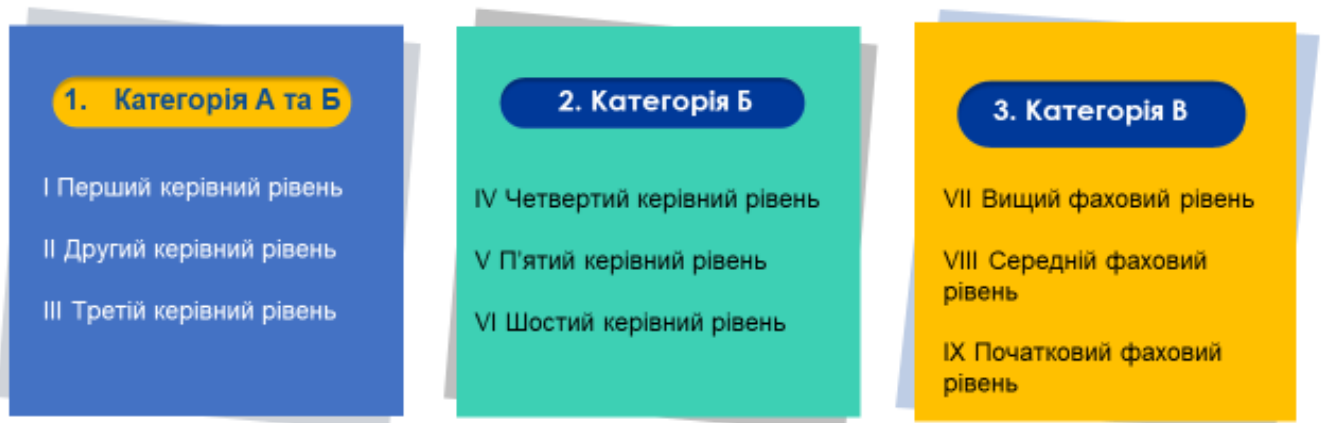 1. Категорія А та Б
І Перший керівний рівень
ІІ Другий керівний рівень
ІІІ Третій керівний рівень
2. Категорія Б
IV Четвертий керівний рівень
V П'ятий керівний рівень
VI Шостий керівний рівень
3. Категорія В
VII Вищий фаховий рівень
VIII Середній фаховий
рівень
IX Початковий фаховий
рівень